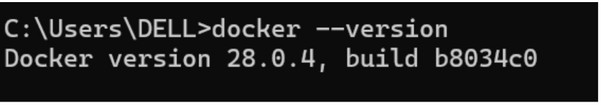 C:\Users\DELL>docker --version
Docker version 28.0.4, build b8034c0